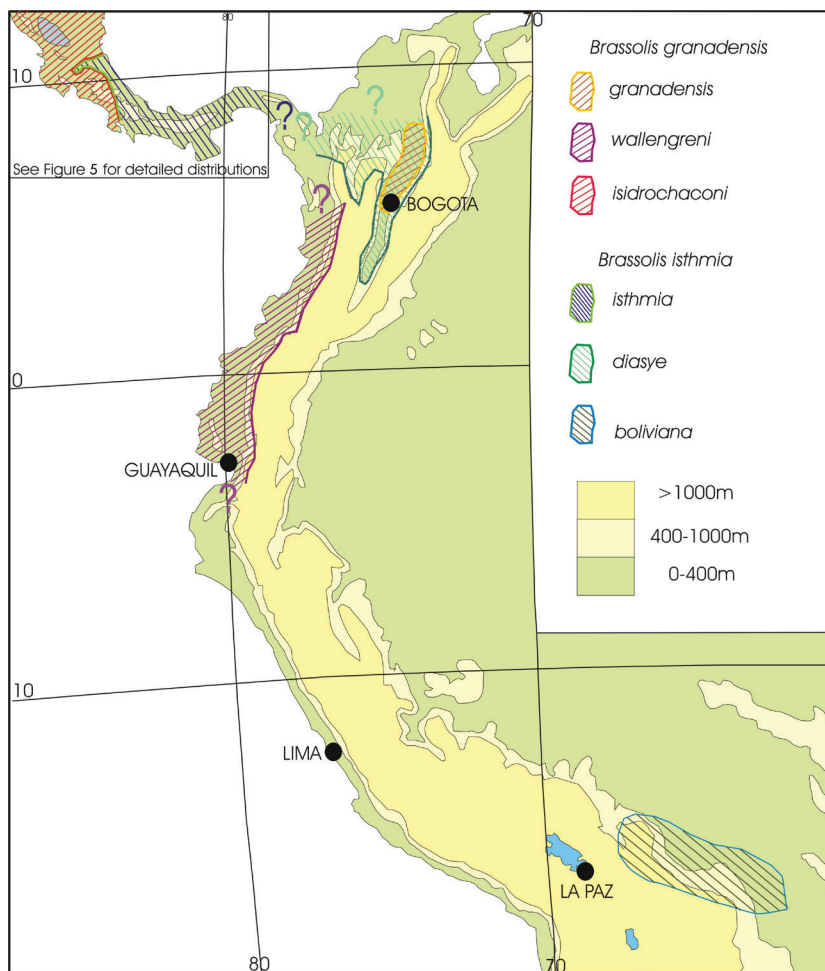 80
70
10
?
?
?
See Figure 5 for detailed distributions
?
BOGOTA
0
GUAYAQUIL
?
10
LIMA
LA PAZ
80
70
Brassolis granadensis
granadensis
wallengreni
isidrochaconi
Brassolis isthmia
isthmia
diasye
boliviana
>1000m
400-1000m
0-400m